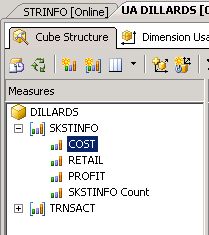 STRINFO [Online] UA DILLARDS [O
Cube Structure Dimension Usa
Measures
DILLARDS
SKSTINFO
COST
RETAIL
PROFIT
SKSTINFO Count
TRNSACT